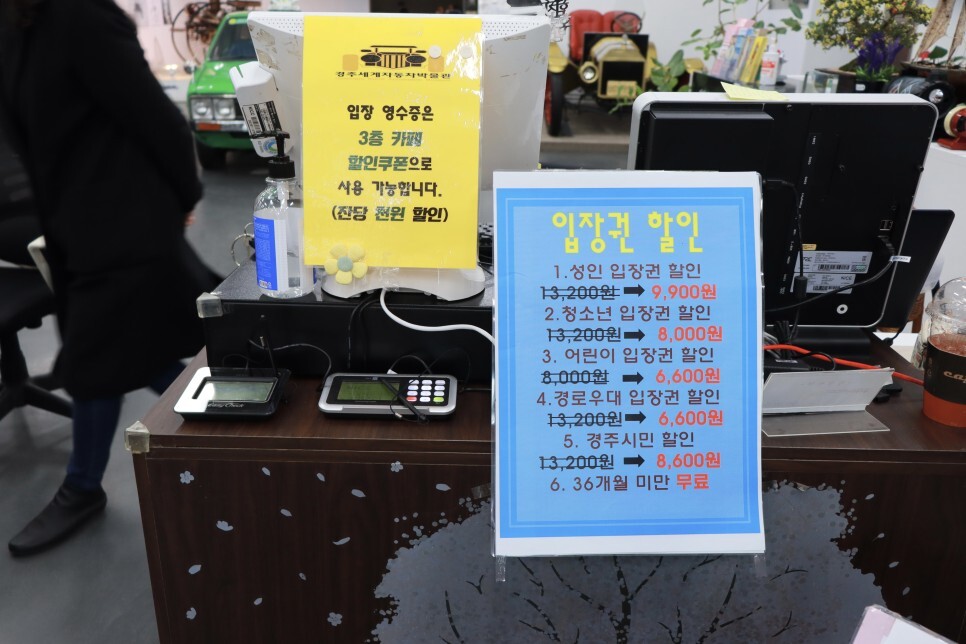 경주세계자동차박물관
입장 영수증은
3층 카페
할인쿠폰으로
사용 가능합니다.
(잔당 천원 할인)
입장권 할인
1.성인 입장권 할인
13,200원 ➡ 9,900원
2.청소년 입장권 할인
13,200원 ➡ 8,000원
3. 어린이 입장권 할인
8,000원 ➡ 6,600원
4.경로우대 입장권 할인
13,200원 ➡ 6,600원
5. 경주시민 할인
13,200원 ➡ 8,600원
6. 36개월 미만 무료